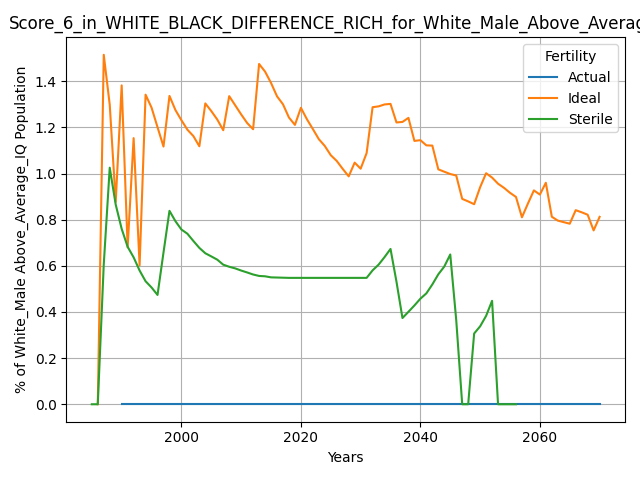 Score_6_in_WHITE_BLACK_DIFFERENCE_RICH_for_White_Male_Above_Averag
% of White_Male Above_Average_IQ Population
Fertility
Actual
Ideal
Sterile
1.4
1.2
1.0
0.8
0.6
0.4
0.2
0.0
2000 2020 2040 2060
Years